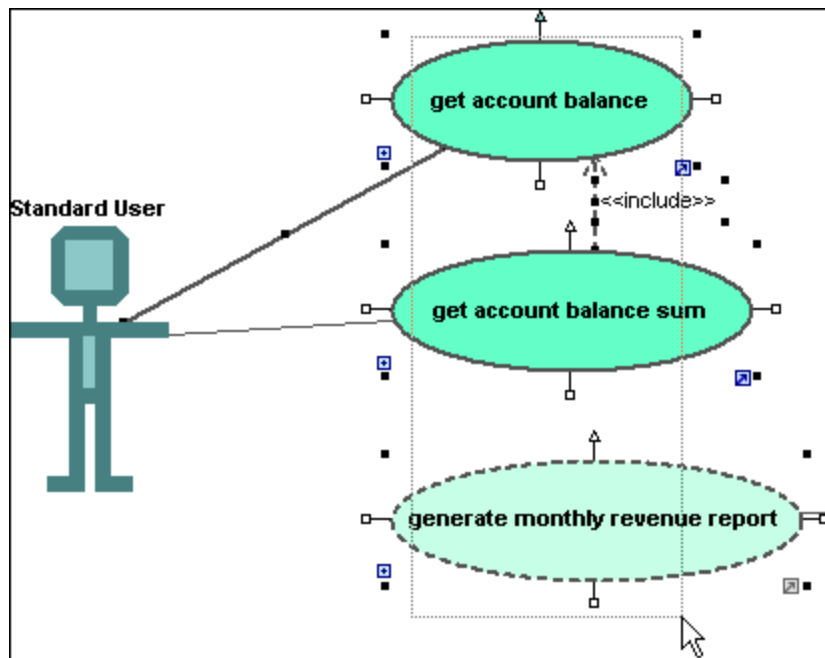 get account balance
<<include>>
Standard User
get account balance sum
generate monthly revenue report